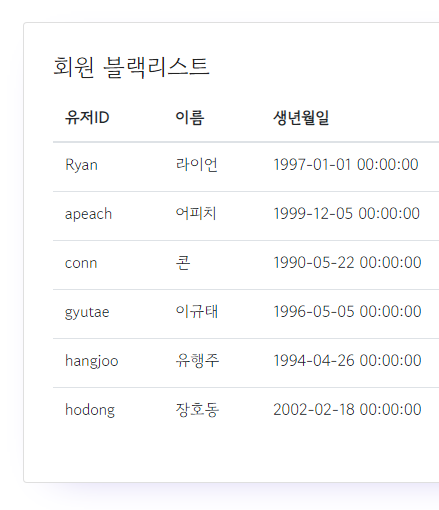 회원 블랙리스트
유저ID 이름 생년월일
Ryan 라이언 1997-01-01 00:00:00
apeach 어피치 1999-12-05 00:00:00
conn 콘 1990-05-22 00:00:00
gyutae 이규태 1996-05-05 00:00:00
hangjoo 유행주 1994-04-26 00:00:00
hodong 장호동 2002-02-18 00:00:00